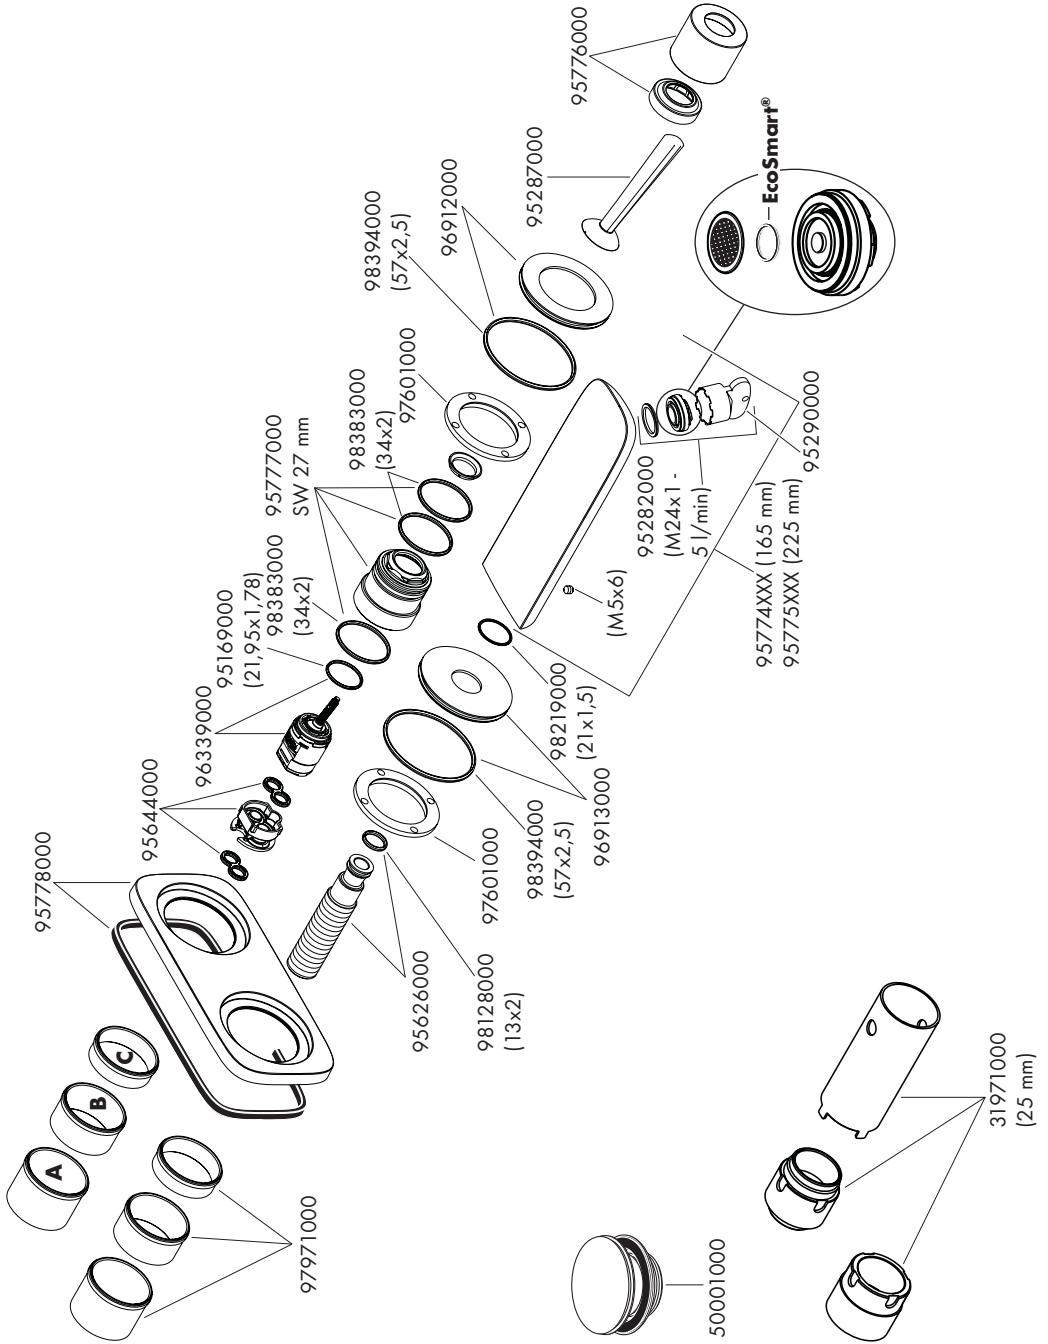 97971000
A
B
C
95778000
95644000
96339000
95169000
(21,95x1,78)
98383000
(34x2)
95777000
SW 27 mm
98383000
(34x2)
97601000
98394000
(57x2,5)
96912000
95287000
95776000
EcoSmart®
95626000
98128000
(13x2)
97601000
98394000
(57x2,5)
96913000
98219000
(21x1,5)
(M5x6)
95282000
(M24x1 -
5 l/min)
95774XXX (165 mm)
95775XXX (225 mm)
95290000
50001000
31971000
(25 mm)